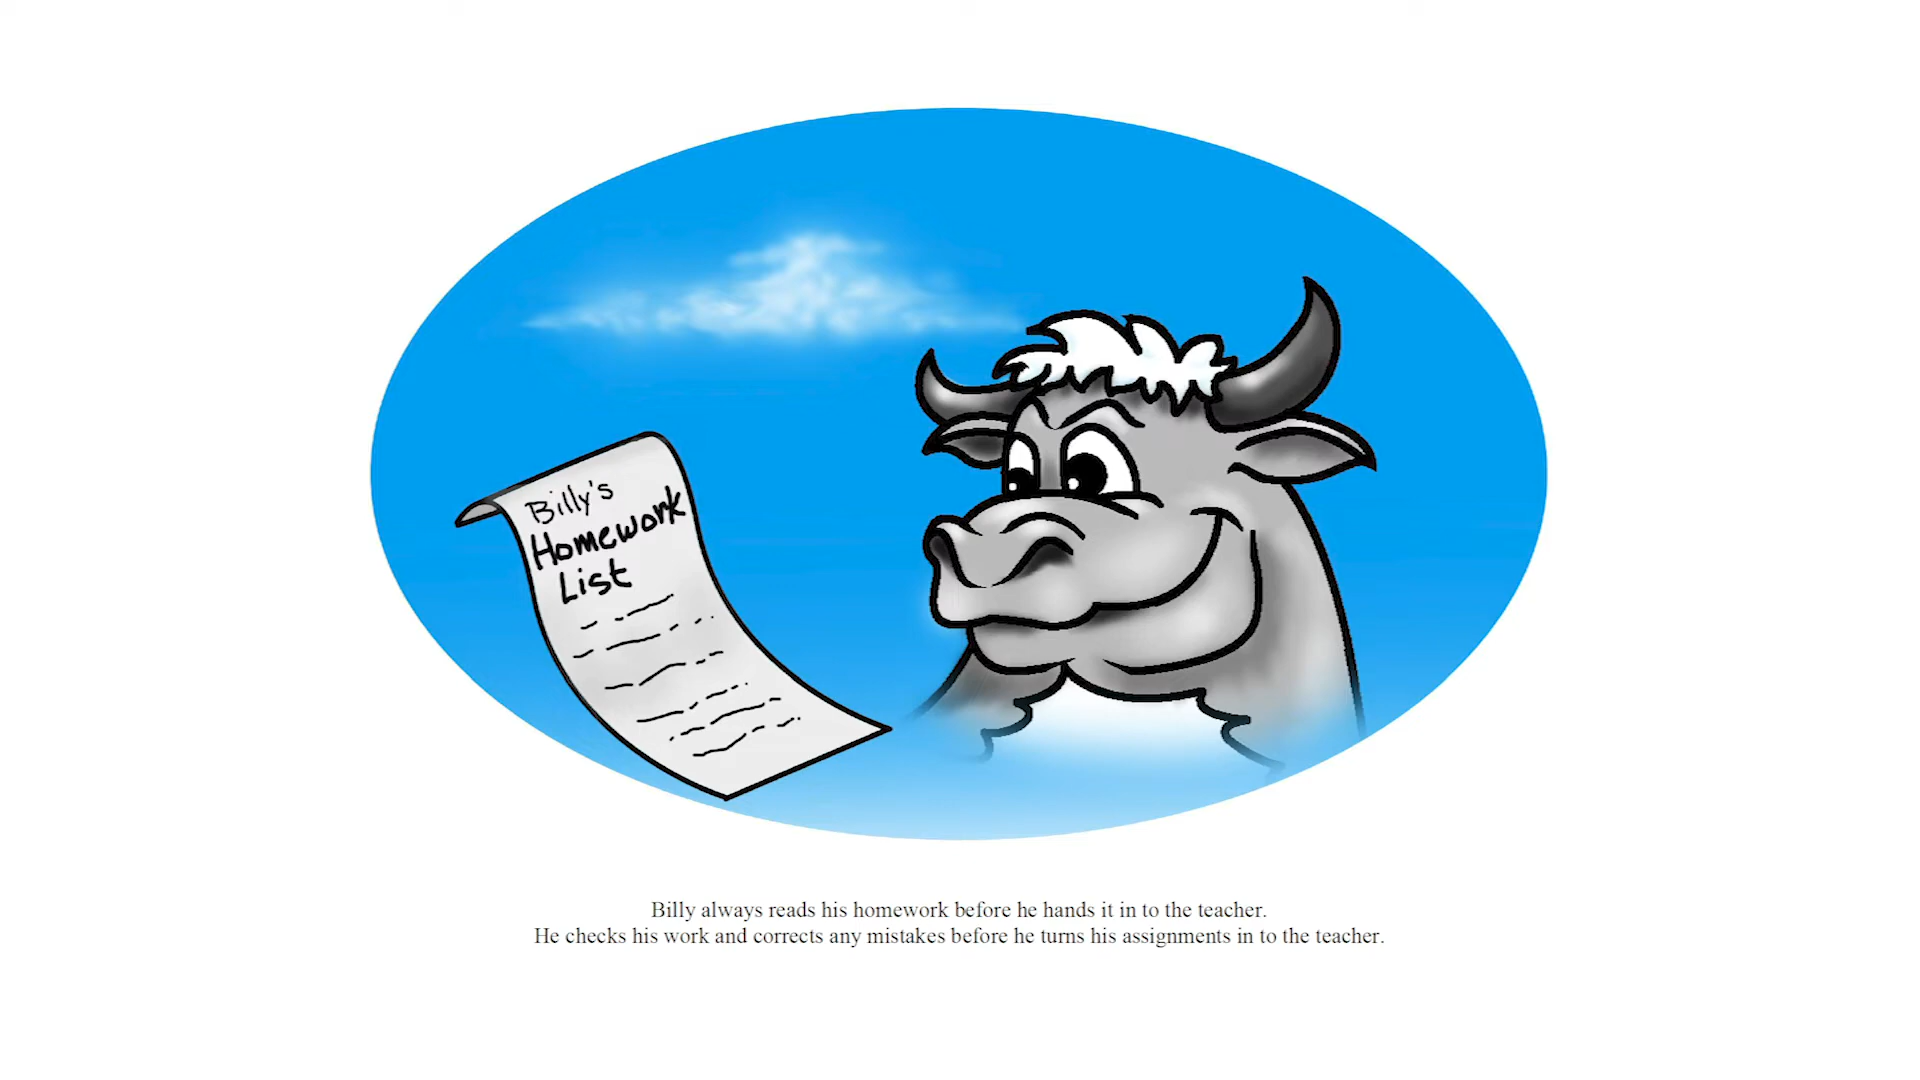 Billy's
Homework
List
Billy always reads his homework before he hands it in to the teacher.
He checks his work and corrects any mistakes before he turns his assignments in to the teacher.